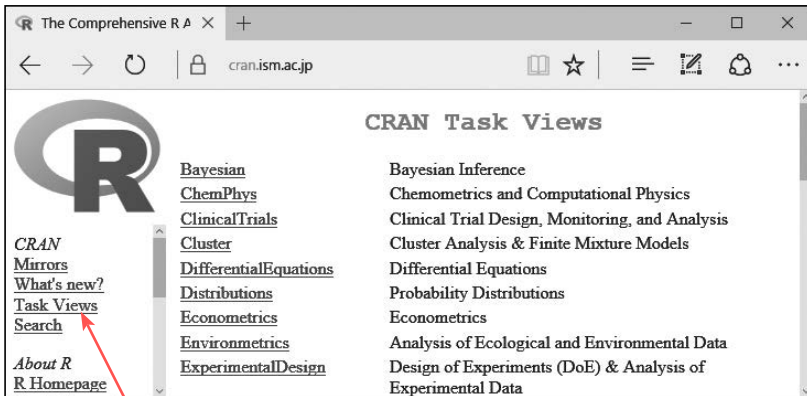 The Comprehensive R A
cran.ism.ac.jp
R
CRAN
Mirrors
What's new?
Task Views
Search
About R
R Homepage
CRAN Task Views
Bayesian Bayesian Inference
ChemPhys Chemometrics and Computational Physics
ClinicalTrials Clinical Trial Design, Monitoring, and Analysis
Cluster Cluster Analysis & Finite Mixture Models
DifferentialEquations Differential Equations
Distributions Probability Distributions
Econometrics Econometrics
Environmetrics Analysis of Ecological and Environmental Data
ExperimentalDesign Design of Experiments (DoE) & Analysis of
Experimental Data